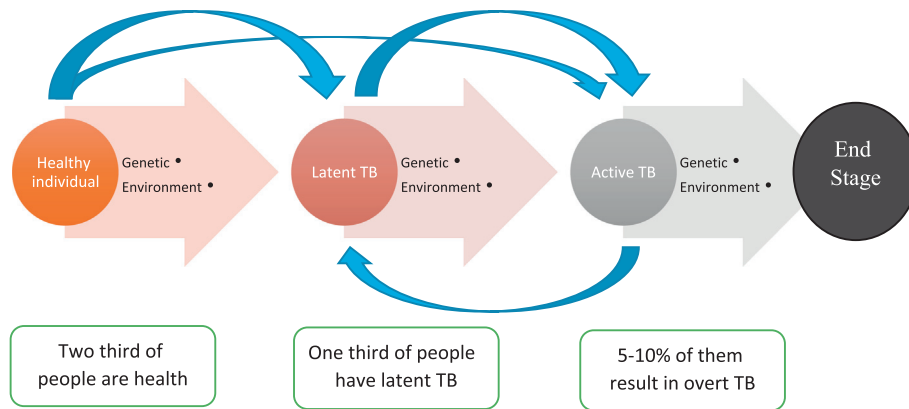 Healthy
individual
Genetic •
Environment •
Latent TB
Genetic •
Environment •
Active TB
Genetic •
Environment •
End
Stage
Two third of
people are health
One third of people
have latent TB
5-10% of them
result in overt TB